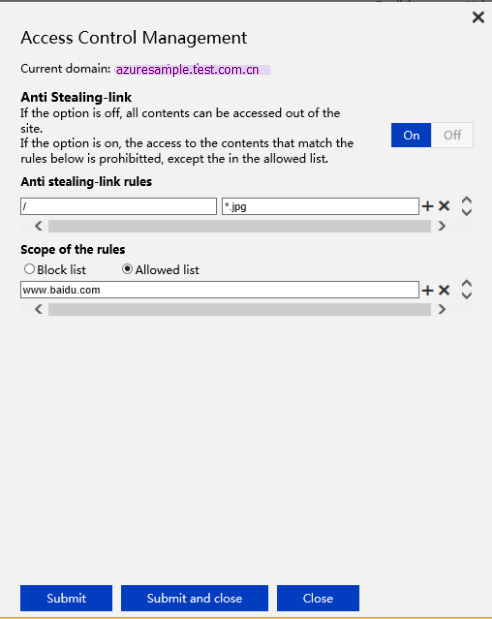 Access Control Management
Current domain: azuresample.test.com.cn
Anti Stealing-link
If the option is off, all contents can be accessed out of the
site.
If the option is on, the access to the contents that match the
rules below is prohibitted, except the in the allowed list.
On Off
Anti stealing-link rules
/ *.jpg
Scope of the rules
Block list Allowed list
www.baidu.com
Submit Submit and close Close